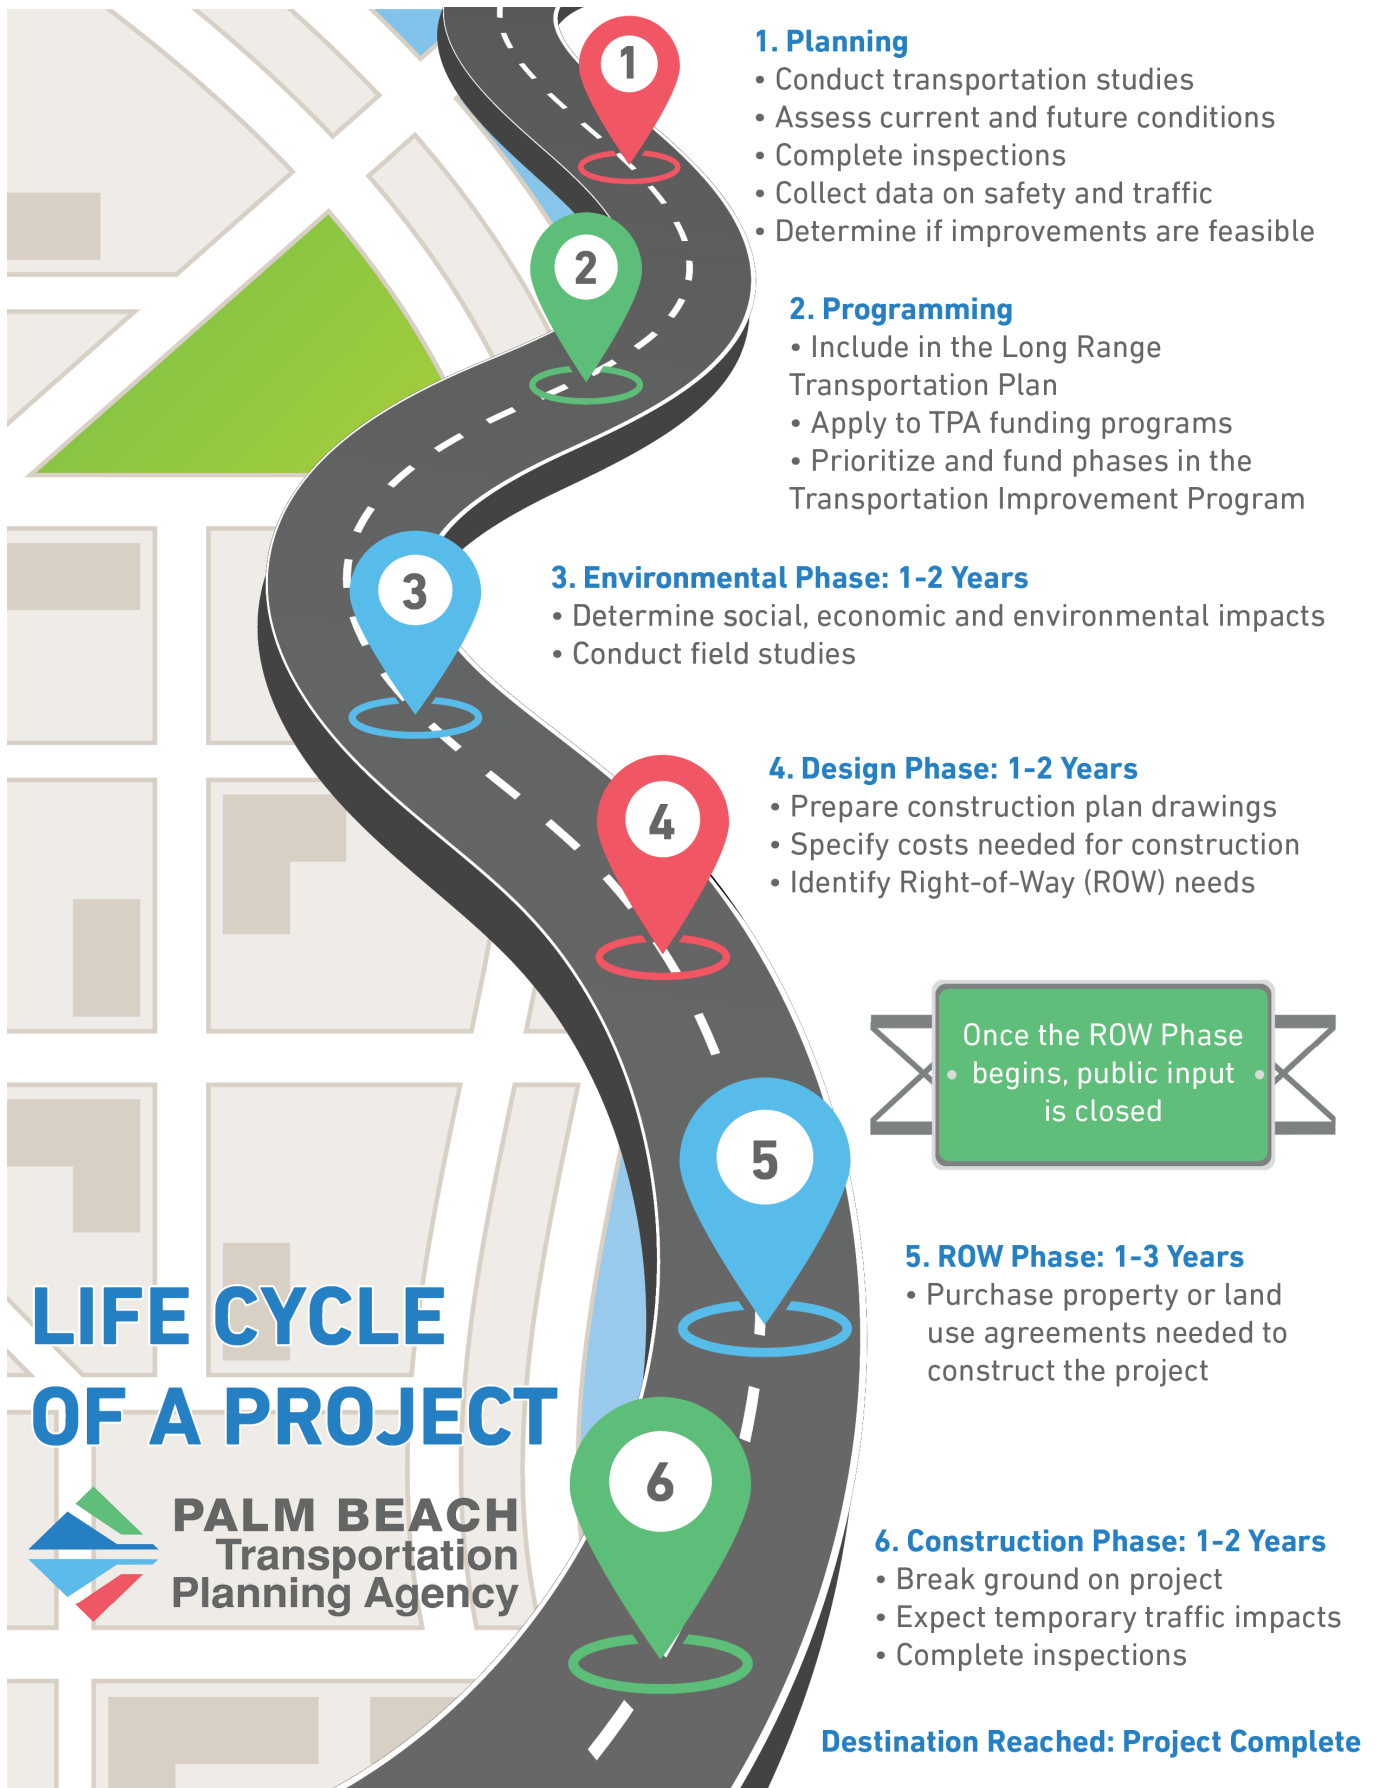 1
1. Planning
• Conduct transportation studies
• Assess current and future conditions
• Complete inspections
• Collect data on safety and traffic
• Determine if improvements are feasible
2
2. Programming
• Include in the Long Range
Transportation Plan
• Apply to TPA funding programs
• Prioritize and fund phases in the
Transportation Improvement Program
3
3. Environmental Phase: 1-2 Years
• Determine social, economic and environmental impacts
• Conduct field studies
4
4. Design Phase: 1-2 Years
• Prepare construction plan drawings
• Specify costs needed for construction
• Identify Right-of-Way (ROW) needs
Once the ROW Phase
begins, public input
is closed
5
5. ROW Phase: 1-3 Years
• Purchase property or land
use agreements needed to
construct the project
LIFE CYCLE
OF A PROJECT
PALM BEACH
Transportation
Planning Agency
6
6. Construction Phase: 1-2 Years
• Break ground on project
• Expect temporary traffic impacts
• Complete inspections
Destination Reached: Project Complete